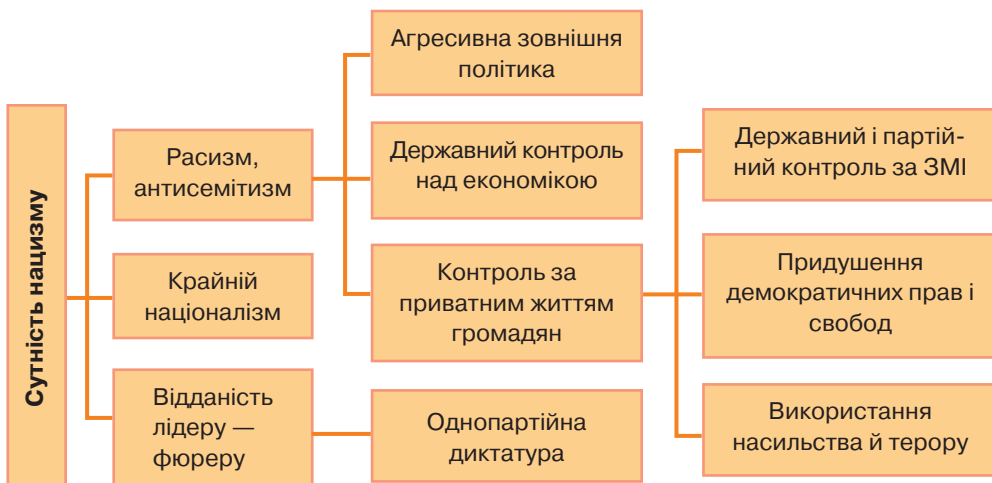 Сутність нацизму
Расизм,
антисемітизм
Крайній
націоналізм
Відданість
лідеру —
фюреру
Агресивна зовнішня
політика
Державний контроль
над економікою
Контроль за
приватним життям
громадян
Однопартійна
диктатура
Державний і партій-
ний контроль за ЗМІ
Придушення
демократичних прав і
свобод
Використання
насильства й терору